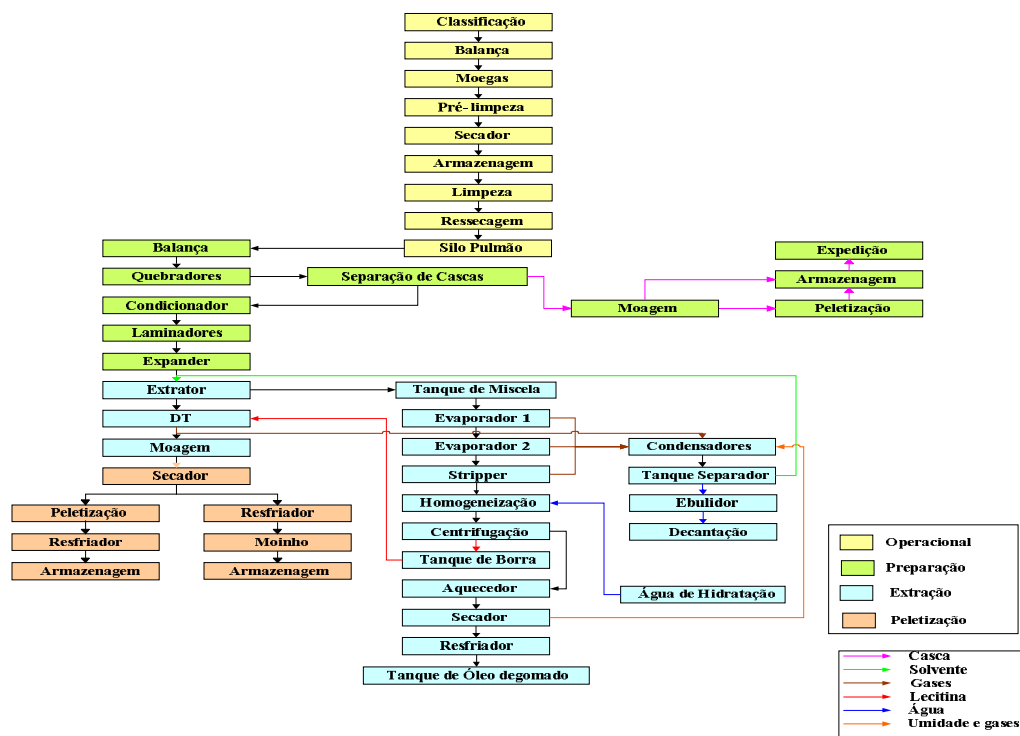 Classificação
Balança
Moegas
Pré-limpeza
Secador
Armazenagem
Limpeza
Ressecagem
Silo Pulmão
Balança
Quebradores
Separação de Cascas
Expedição
Armazenagem
Moagem
Peletização
Condicionador
Laminadores
Expander
Extrator
Tanque de Miscela
DT
Evaporador 1
Moagem
Evaporador 2
Condensadores
Secador
Stripper
Tanque Separador
Peletização
Resfriador
Homogeneização
Ebulidor
Resfriador
Moinho
Centrifugação
Decantação
Armazenagem
Armazenagem
Tanque de Borra
Aquecedor
Água de Hidratação
Secador
Resfriador
Tanque de Óleo degomado
Operacional
Preparação
Extração
Peletização
Casca
Solvente
Gases
Lecitina
Água
Umidade e gases